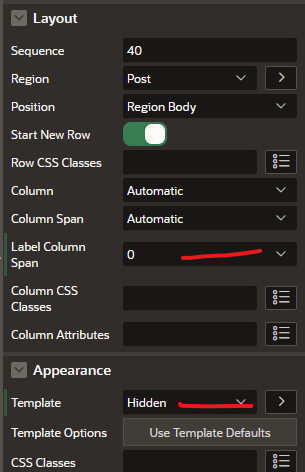 Layout
Sequence 40
Region Post
Position Region Body
Start New Row
Row CSS Classes
Column Automatic
Column Span Automatic
Label Column
Span 0
Column CSS
Classes
Column Attributes
Appearance
Template Hidden
Template Options Use Template Defaults
CSS Classes